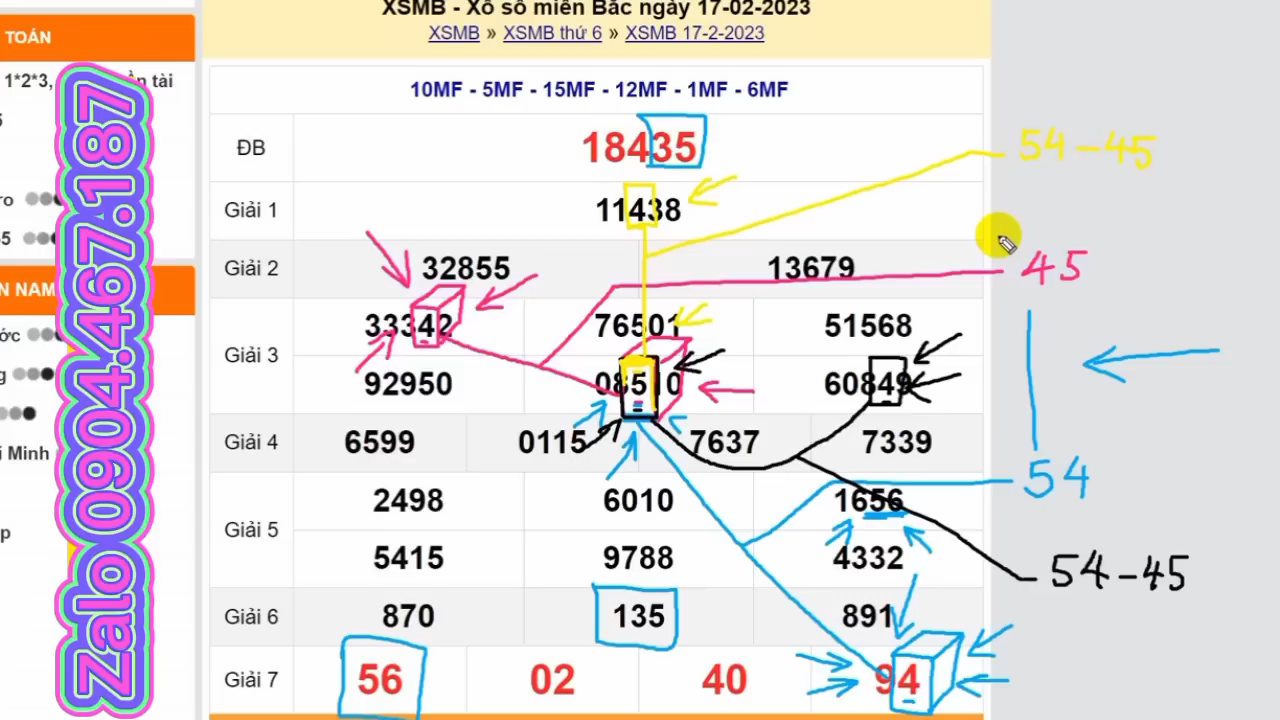 XSMB - Xổ số miền Bắc ngày 17-02-2023
XSMB » XSMB thứ 6 » XSMB 17-2-2023
TOÁN
1*2*3,
tài
10MF - 5MF - 15MF - 12MF - 1MF - 6MF
ĐB 18435
54-45
Giải 1 11438
Giải 2 32855 13679
45
N NAM
Giải 3
33342 76501 51568
92950 08510 60849
Giải 4 6599 0115 7637 7339
í Minh
54
Giải 5
2498 6010 1656
5415 9788 4332
54-45
Giải 6 870 135 891
Giải 7 56 02 40 94
Zalo 0904.467.187